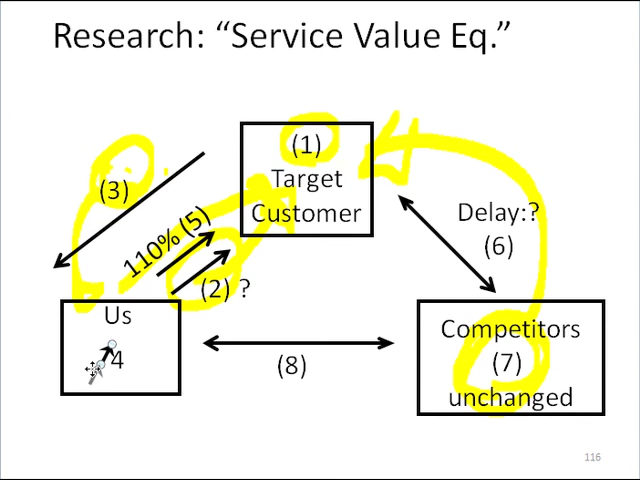 Research: “Service Value Eq.”
(1)
Target
Customer
(3)
110% (5)
(2) ?
Delay:?
(6)
Us
4
(8)
Competitors
(7)
unchanged
116